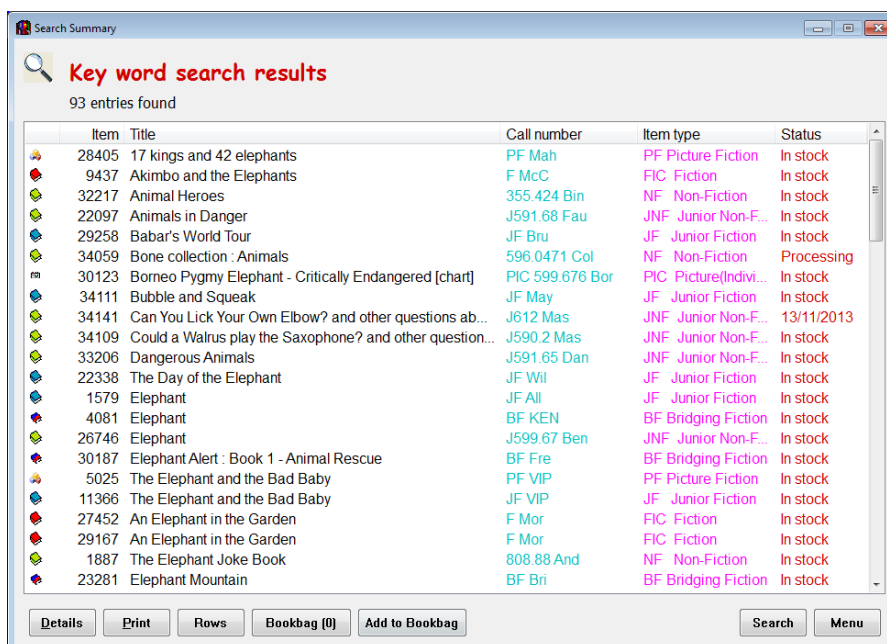 Search Summary
Key word search results
93 entries found
Item Title Call number Item type Status
28405 17 kings and 42 elephants PF Mah PF Picture Fiction In stock
9437 Akimbo and the Elephants F McC FIC Fiction In stock
32217 Animal Heroes 355.424 Bin NF Non-Fiction In stock
22097 Animals in Danger J591.68 Fau JNF Junior Non-F... In stock
29258 Babar's World Tour JF Bru JF Junior Fiction In stock
34059 Bone collection : Animals 596.0471 Col NF Non-Fiction Processing
30123 Borneo Pygmy Elephant - Critically Endangered [chart] PIC 599.676 Bor PIC Picture(Indivi... In stock
34111 Bubble and Squeak JF May JF Junior Fiction In stock
34141 Can You Lick Your Own Elbow? and other questions ab... J612 Mas JNF Junior Non-F... 13/11/2013
34109 Could a Walrus play the Saxophone? and other question... J590.2 Mas JNF Junior Non-F... In stock
33206 Dangerous Animals J591.65 Dan JNF Junior Non-F... In stock
22338 The Day of the Elephant JF Wil JF Junior Fiction In stock
1579 Elephant JF All JF Junior Fiction In stock
4081 Elephant BF KEN BF Bridging Fiction In stock
26746 Elephant J599.67 Ben JNF Junior Non-F... In stock
30187 Elephant Alert : Book 1 - Animal Rescue BF Fre BF Bridging Fiction In stock
5025 The Elephant and the Bad Baby PF VIP PF Picture Fiction In stock
11366 The Elephant and the Bad Baby JF VIP JF Junior Fiction In stock
27452 An Elephant in the Garden F Mor FIC Fiction In stock
29167 An Elephant in the Garden F Mor FIC Fiction In stock
1887 The Elephant Joke Book 808.88 And NF Non-Fiction In stock
23281 Elephant Mountain BF Bri BF Bridging Fiction In stock
Details Print Rows Bookbag (0) Add to Bookbag Search Menu